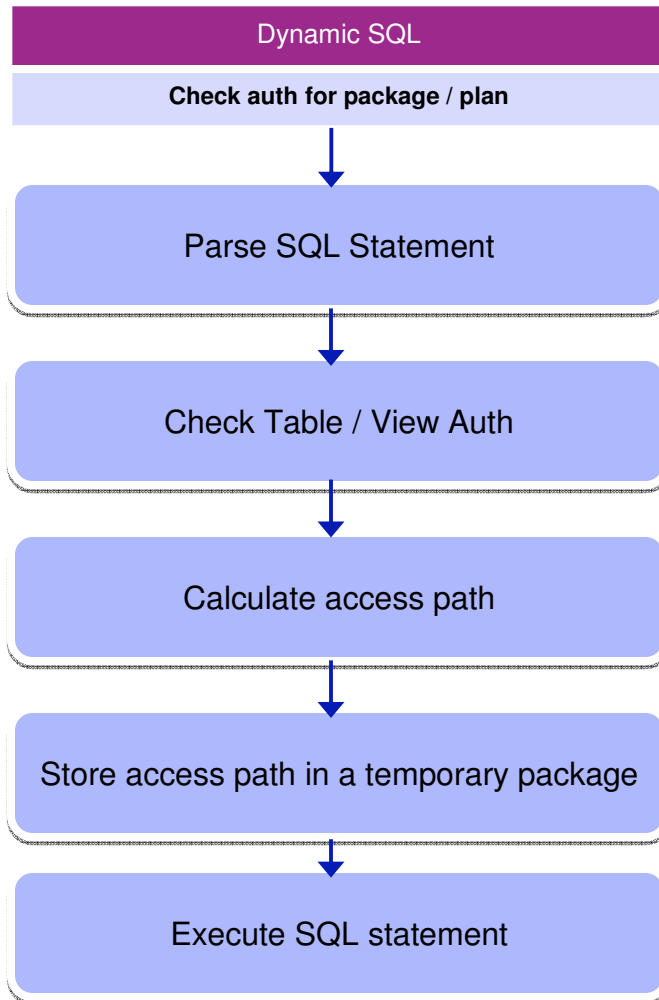 Dynamic SQL
Check auth for package / plan
Parse SQL Statement
Check Table / View Auth
Calculate access path
Store access path in a temporary package
Execute SQL statement